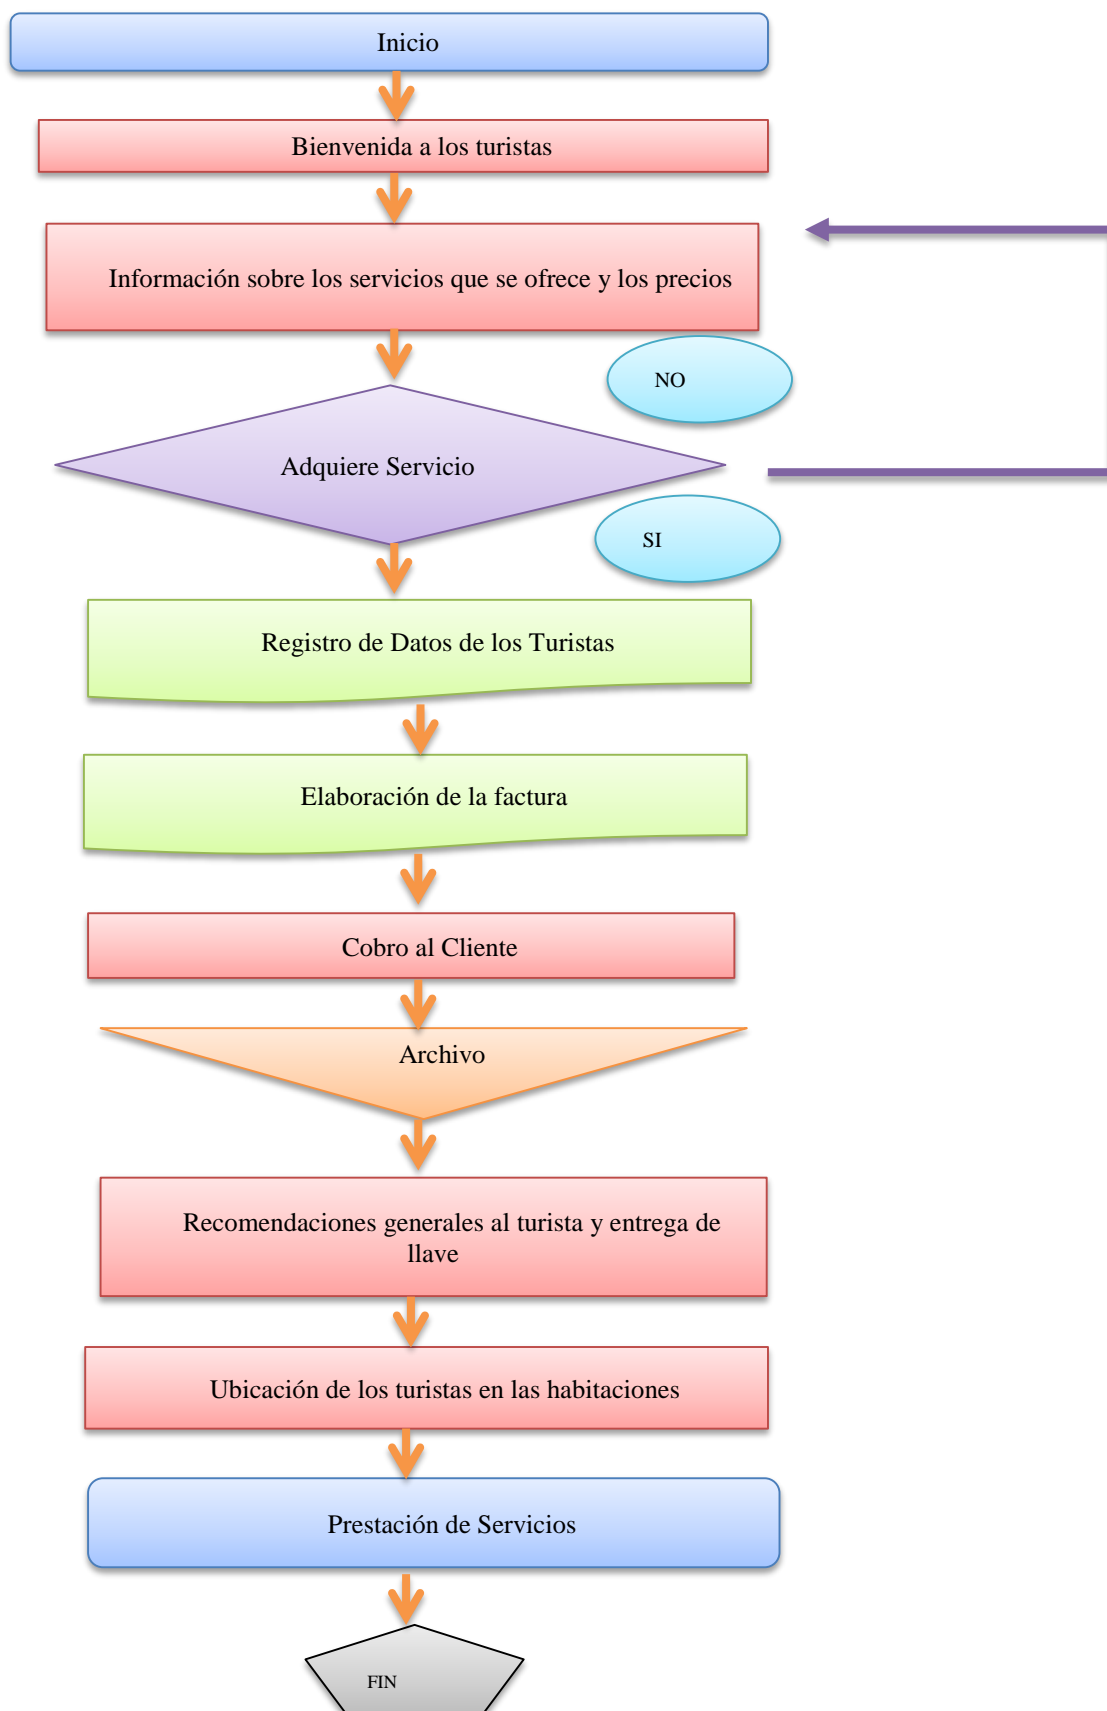 Inicio
Bienvenida a los turistas
Información sobre los servicios que se ofrece y los precios
NO
Adquiere Servicio
SI
Registro de Datos de los Turistas
Elaboración de la factura
Cobro al Cliente
Archivo
Recomendaciones generales al turista y entrega de
llave
Ubicación de los turistas en las habitaciones
Prestación de Servicios
FIN